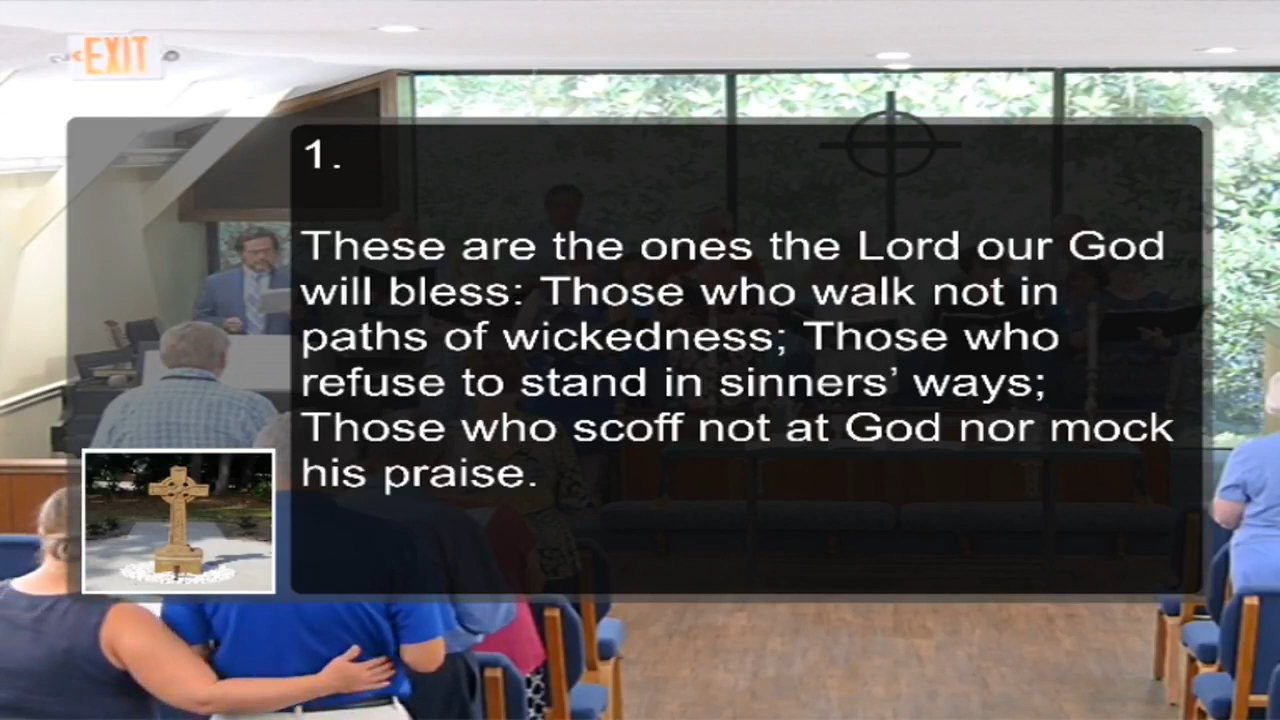 EXIT
1.
These are the ones the Lord our God
will bless: Those who walk not in
paths of wickedness; Those who
refuse to stand in sinners’ ways;
Those who scoff not at God nor mock
his praise.